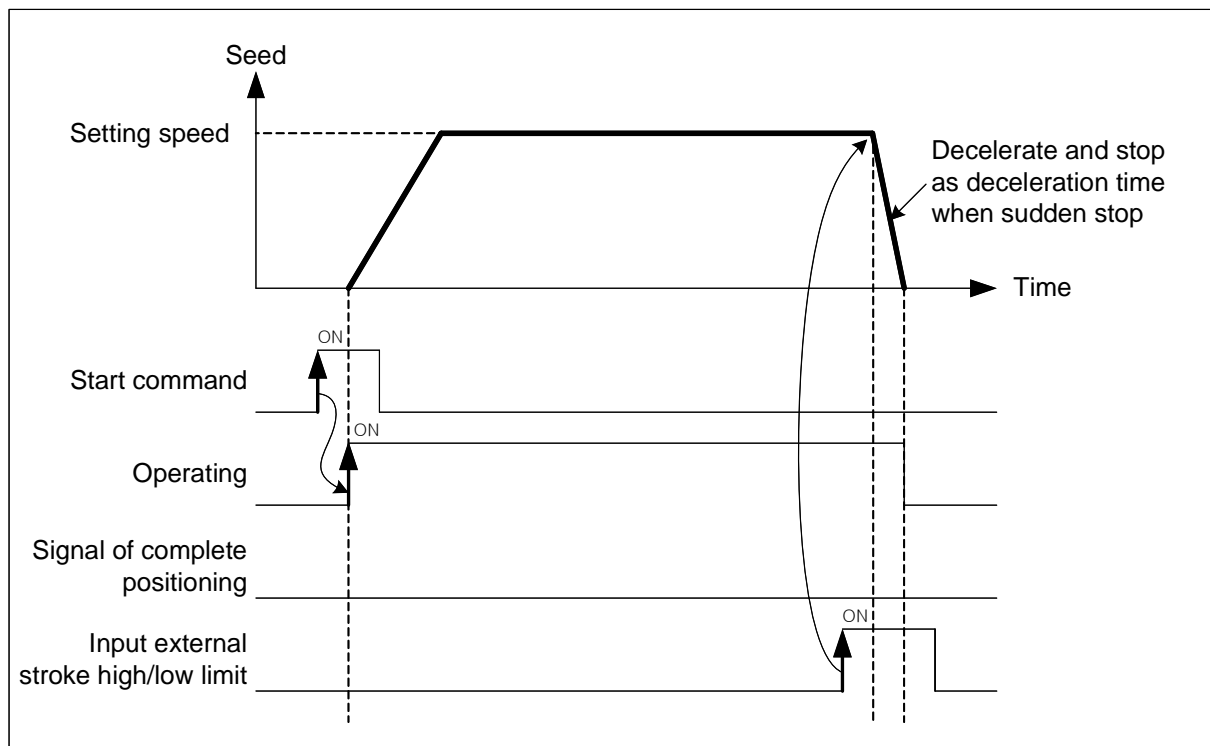 Seed
Setting speed
Decelerate and stop
as deceleration time
when sudden stop
Time
ON
Start command
ON
Operating
Signal of complete
positioning
ON
Input external
stroke high/low limit